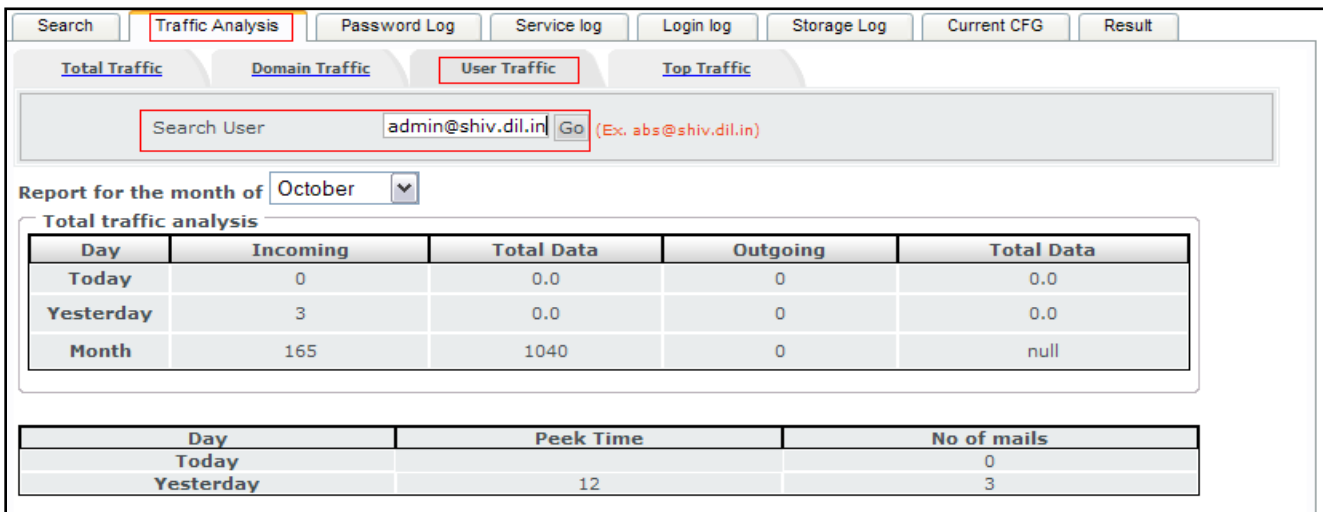 Search Traffic Analysis Password Log Service log Login log Storage Log Current CFG Result
Total Traffic Domain Traffic User Traffic Top Traffic
Search User admin@shiv.dil.in Go (Ex. abs@shiv.dil.in)
Report for the month of October
Total traffic analysis
Day Incoming Total Data Outgoing Total Data
Today 0 0.0 0 0.0
Yesterday 3 0.0 0 0.0
Month 165 1040 0 null
Day Peek Time No of mails
Today 0
Yesterday 12 3